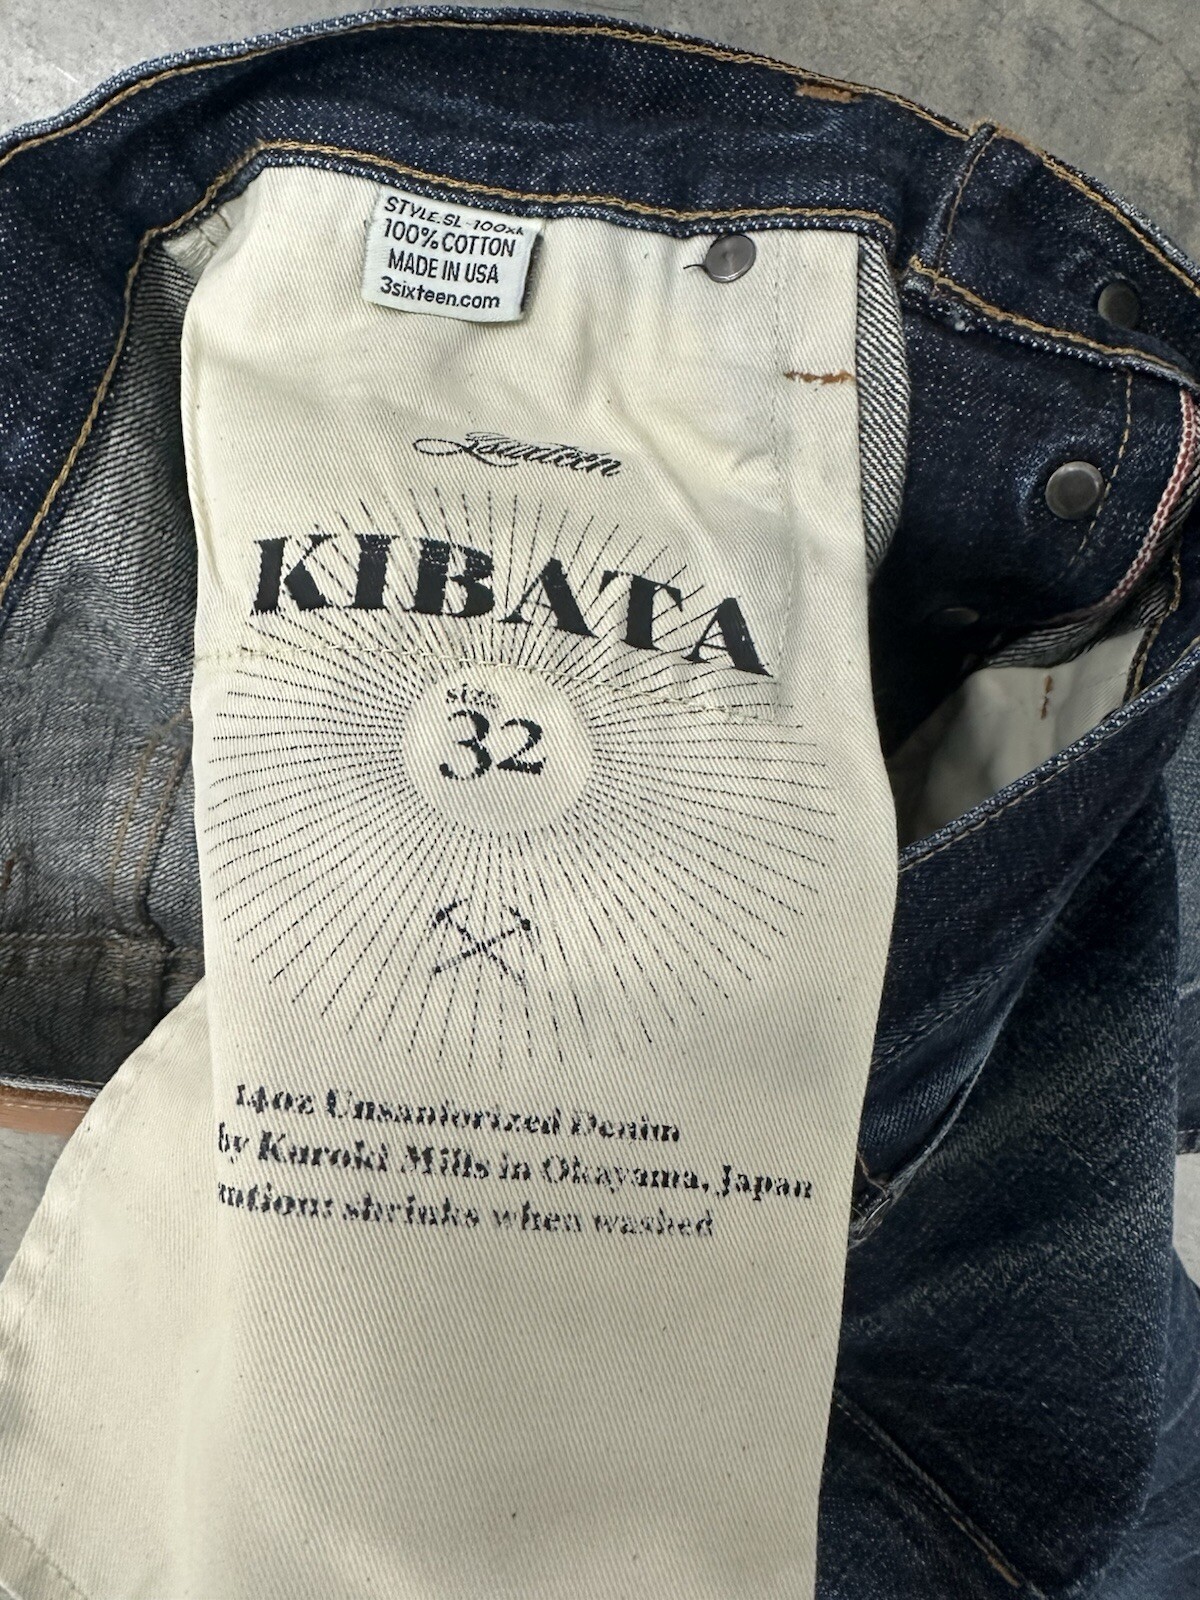 STYLE.SL-100xk
100% COTTON
MADE IN USA
3sixteen.com
3sixteen
KIBATA
size
32
14oz Unsanforized Denim
by Kuroki Mills in Okayama, Japan
shrinks when washed